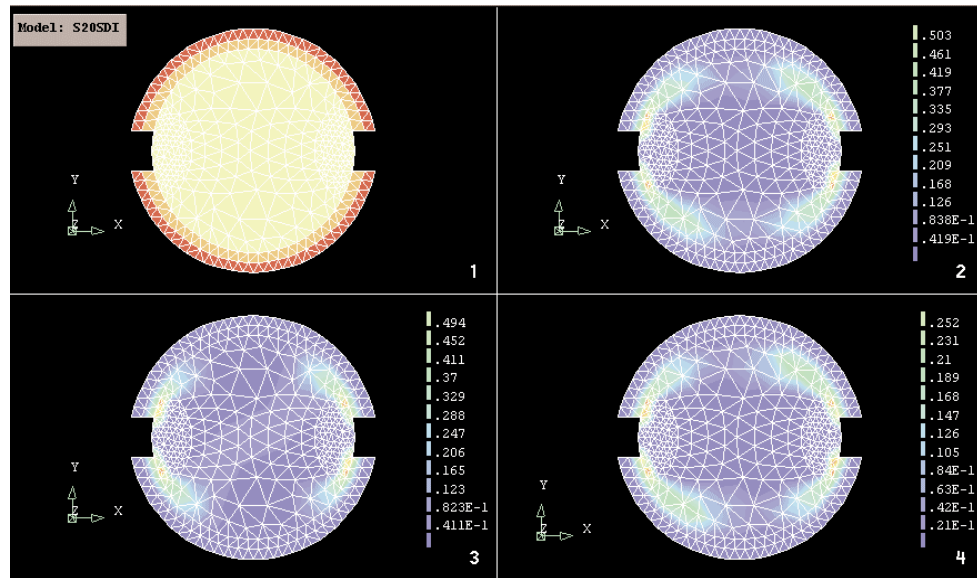 Model: S20SDI
Y
Z X
1
.503
.461
.419
.377
.335
.293
.251
.209
.168
.126
.838E-1
.419E-1
Y
Z X
2
.494
.452
.411
.37
.329
.288
.247
.206
.165
.123
.823E-1
.411E-1
Y
Z X
3
.252
.231
.21
.189
.168
.147
.126
.105
.84E-1
.63E-1
.42E-1
.21E-1
Y
Z X
4